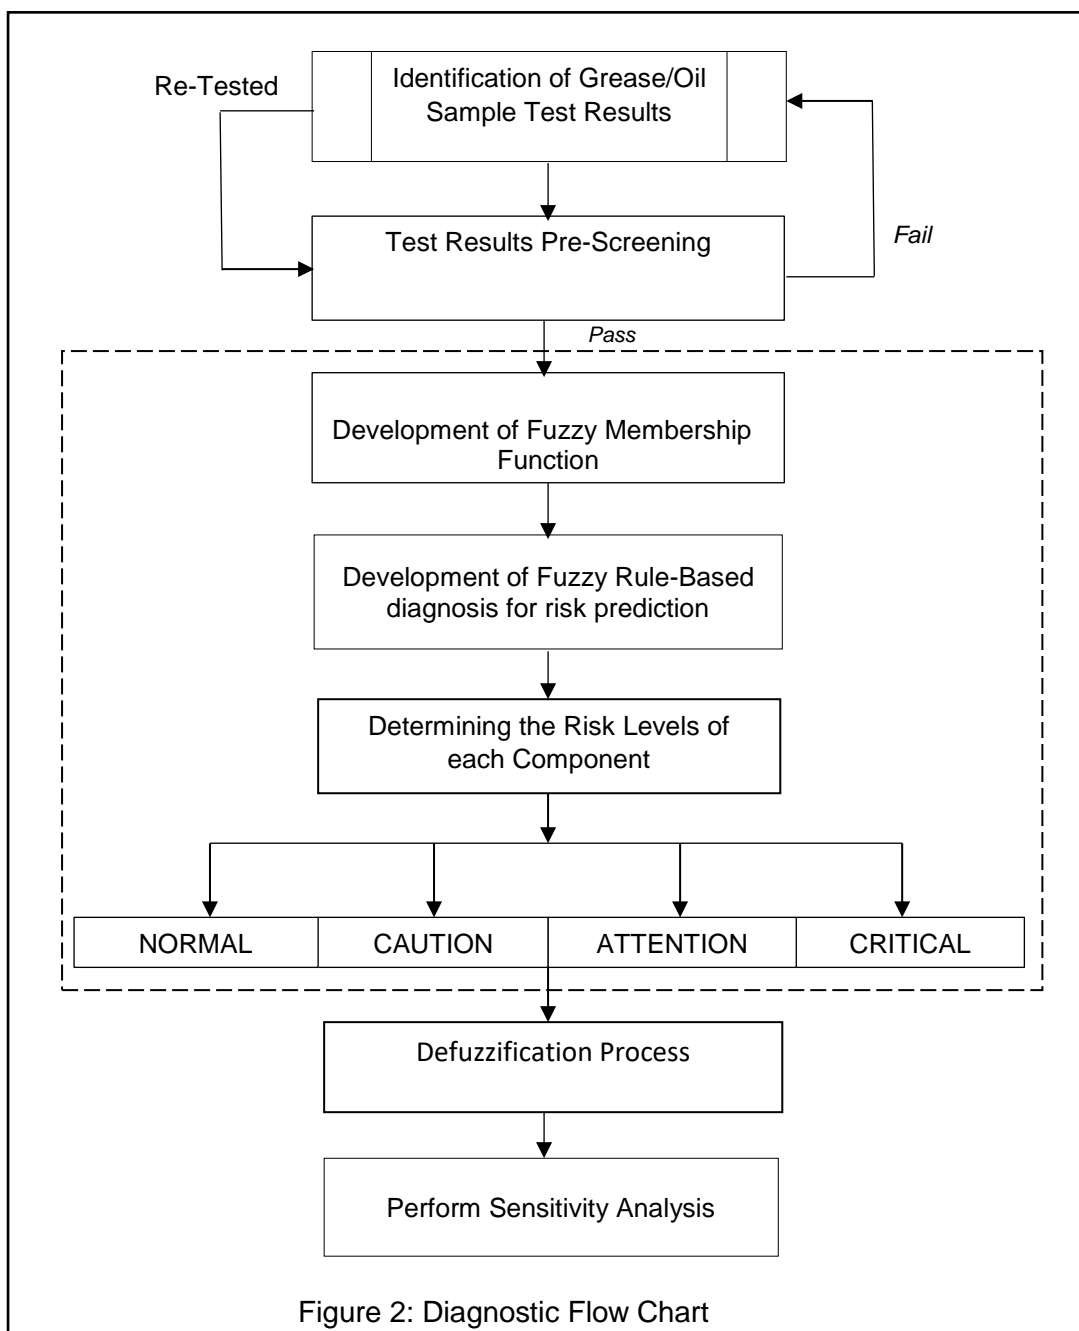 Re-Tested
Identification of Grease/Oil
Sample Test Results
Test Results Pre-Screening
Fail
Pass
Development of Fuzzy Membership
Function
Development of Fuzzy Rule-Based
diagnosis for risk prediction
Determining the Risk Levels of
each Component
NORMAL
CAUTION
ATTENTION
CRITICAL
Defuzzification Process
Perform Sensitivity Analysis
Figure 2: Diagnostic Flow Chart